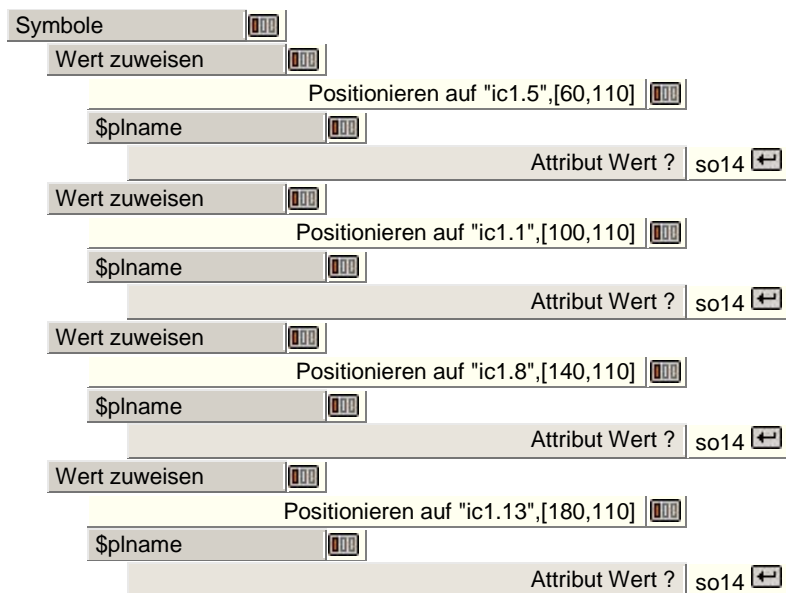 Symbole
Wert zuweisen
Positionieren auf "ic1.5",[60,110]
$plname
Attribut Wert ? so14
Wert zuweisen
Positionieren auf "ic1.1",[100,110]
$plname
Attribut Wert ? so14
Wert zuweisen
Positionieren auf "ic1.8",[140,110]
$plname
Attribut Wert ? so14
Wert zuweisen
Positionieren auf "ic1.13",[180,110]
$plname
Attribut Wert ? so14